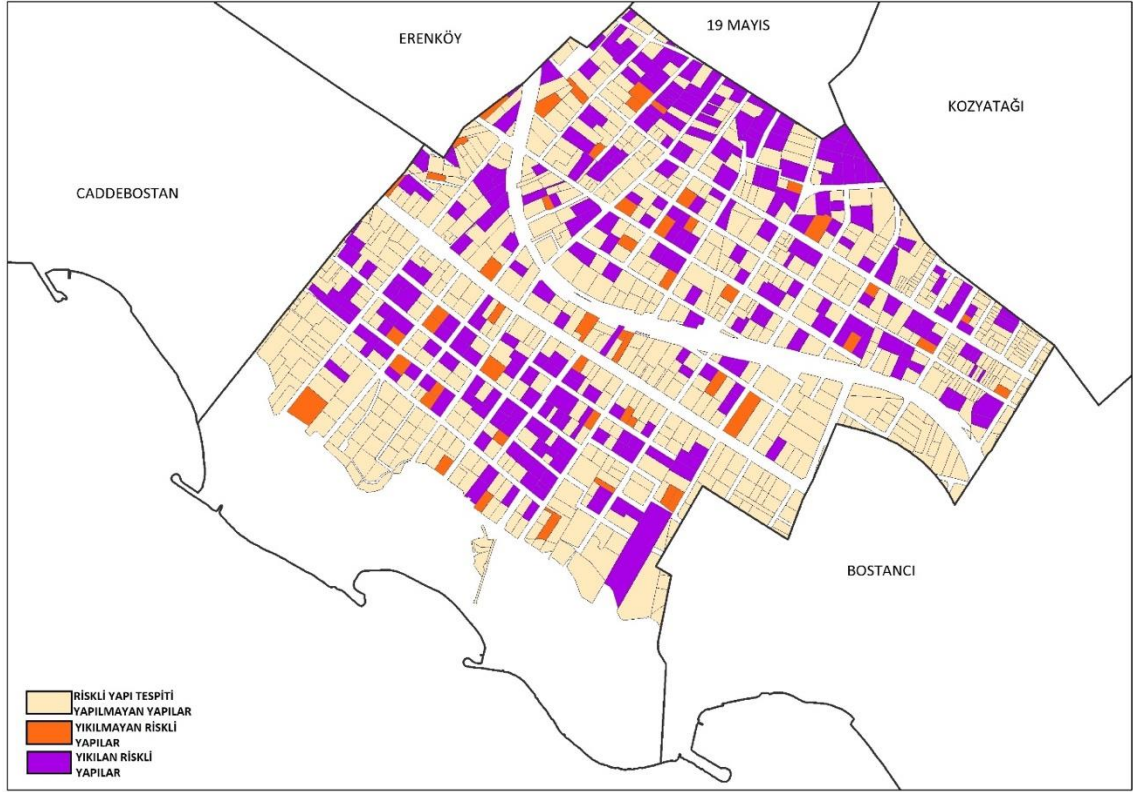 19 MAYIS
ERENKÖY
KOZYATAĞI
CADDEBOSTAN
BOSTANCI
RİSKLİ YAPI TESPİTİ
YAPILMAYAN YAPILAR
YIKILMAYAN RİSKLİ
YAPILAR
YIKILAN RİSKLİ
YAPILAR